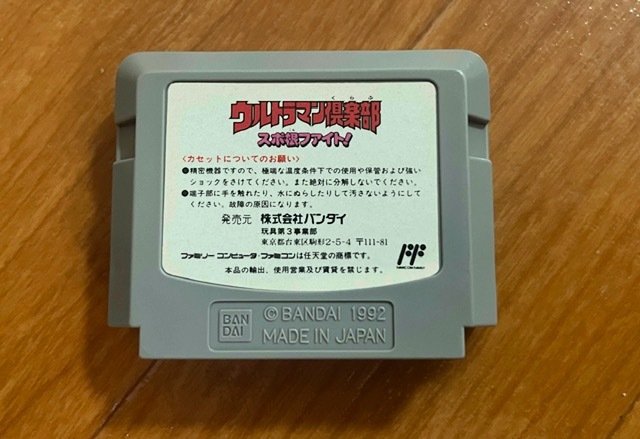 くらぶ
ウルトラマン倶楽部
スポ根ファイト!
〈カセットについてのお願い〉
●精密機器ですので、極端な温度条件下での使用や保管および強い
ショックをさけてください。また絶対に分解しないでください。
●端子部に手を触れたり、水にぬらしたりして汚さないようにして
ください。故障の原因になります。
発売元 株式会社バンダイ
玩具第3事業部
東京都台東区駒形2-5-4 〒111-81
ファミリーコンピュータ・ファミコンは任天堂の商標です。
本品の輸出、使用営業及び賃貸を禁じます。
FAMICOM FAMILY
BAN
DAI
©BANDAI 1992
MADE IN JAPAN